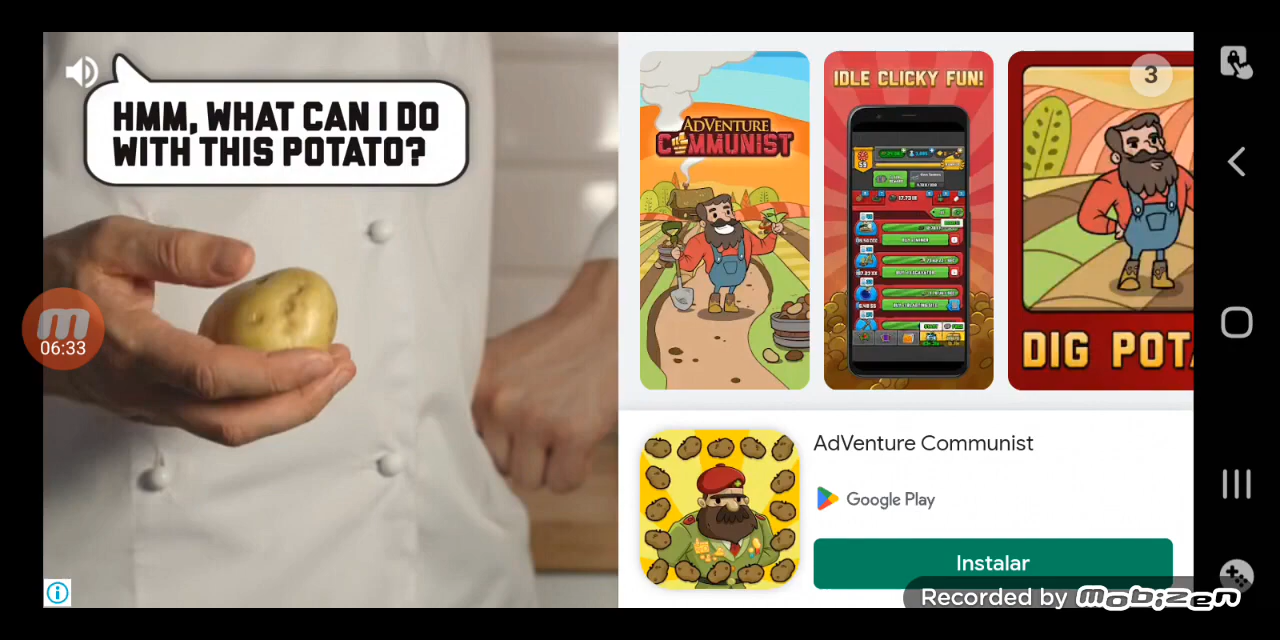 HMM, WHAT CAN I DO
WITH THIS POTATO?
06:33
ADVENTURE
COMMUNIST
IDLE CLICKY FUN!
3
DIG POT
AdVenture Communist
Google Play
Instalar
Recorded by mobizen